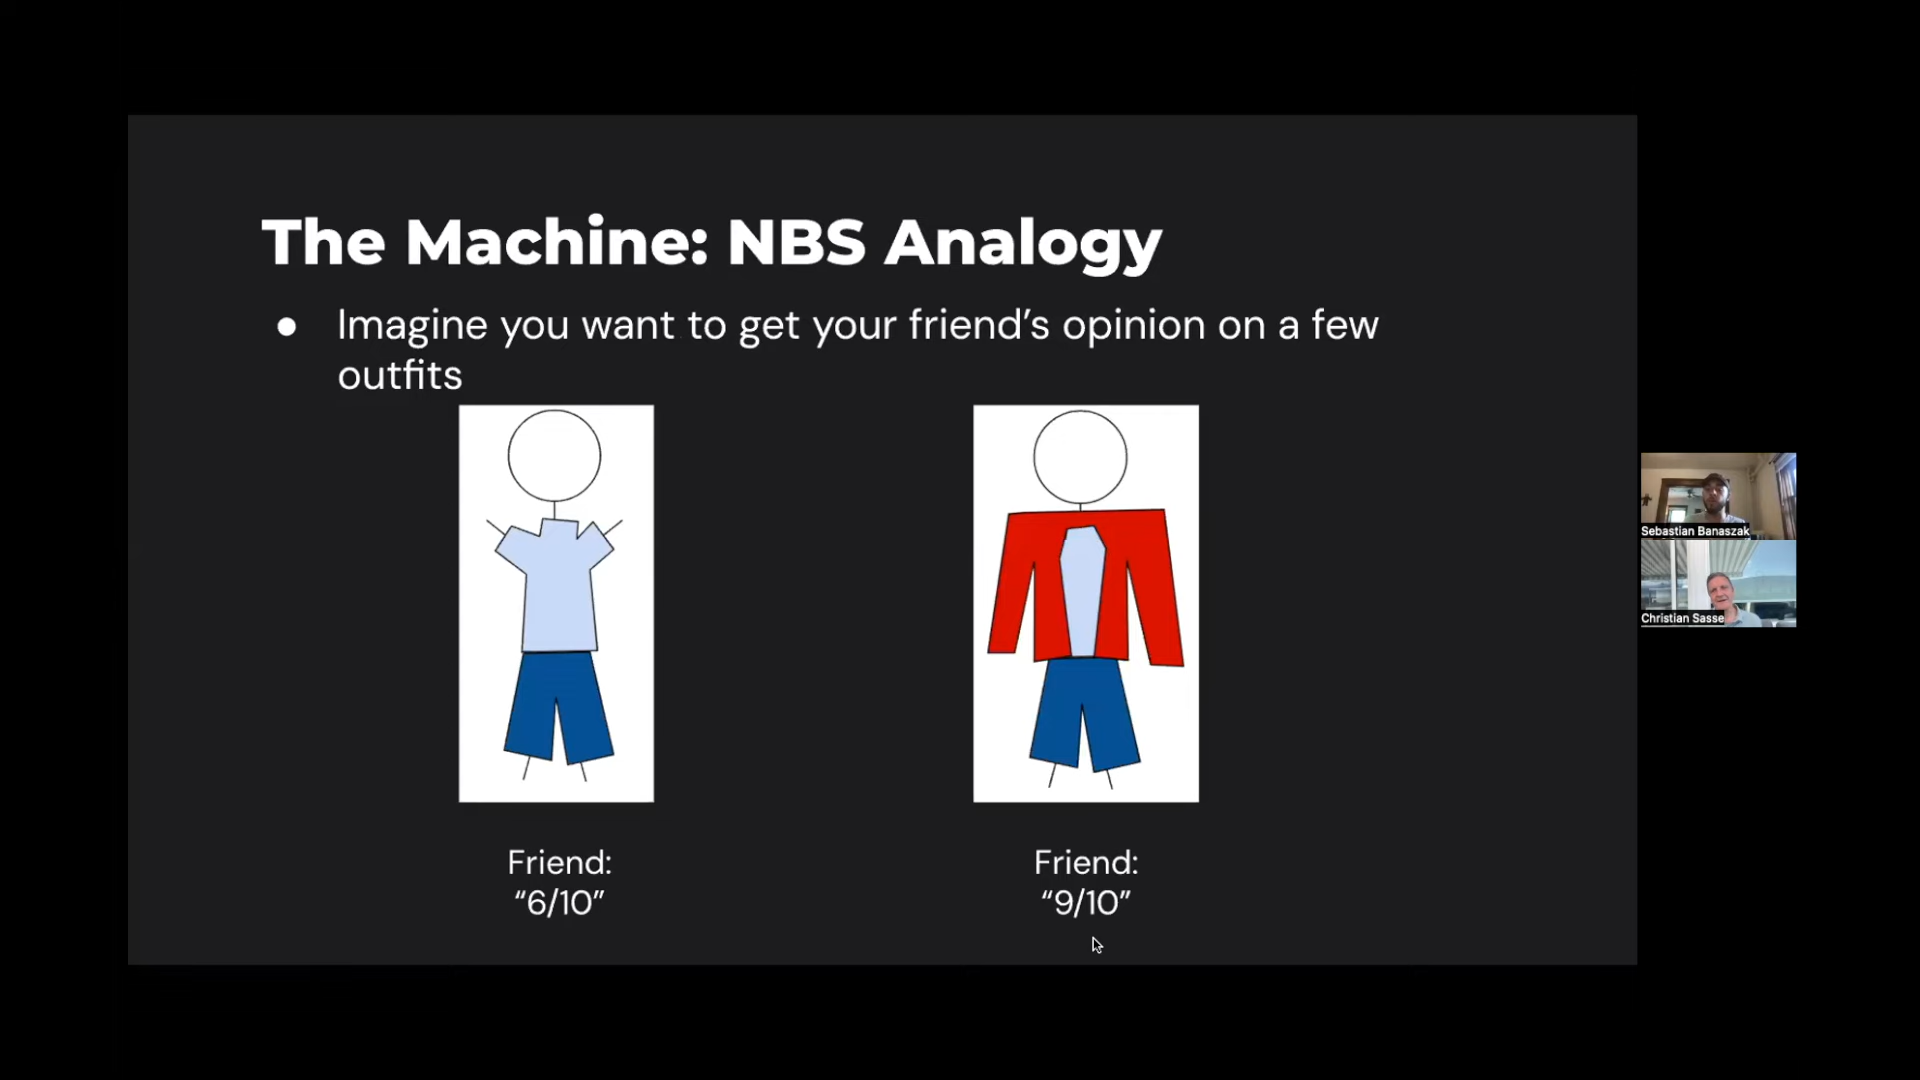 The Machine: NBS Analogy
● Imagine you want to get your friend’s opinion on a few
outfits
Friend:
“6/10”
Friend:
“9/10”
Sebastian Banaszak
Christian Sasse